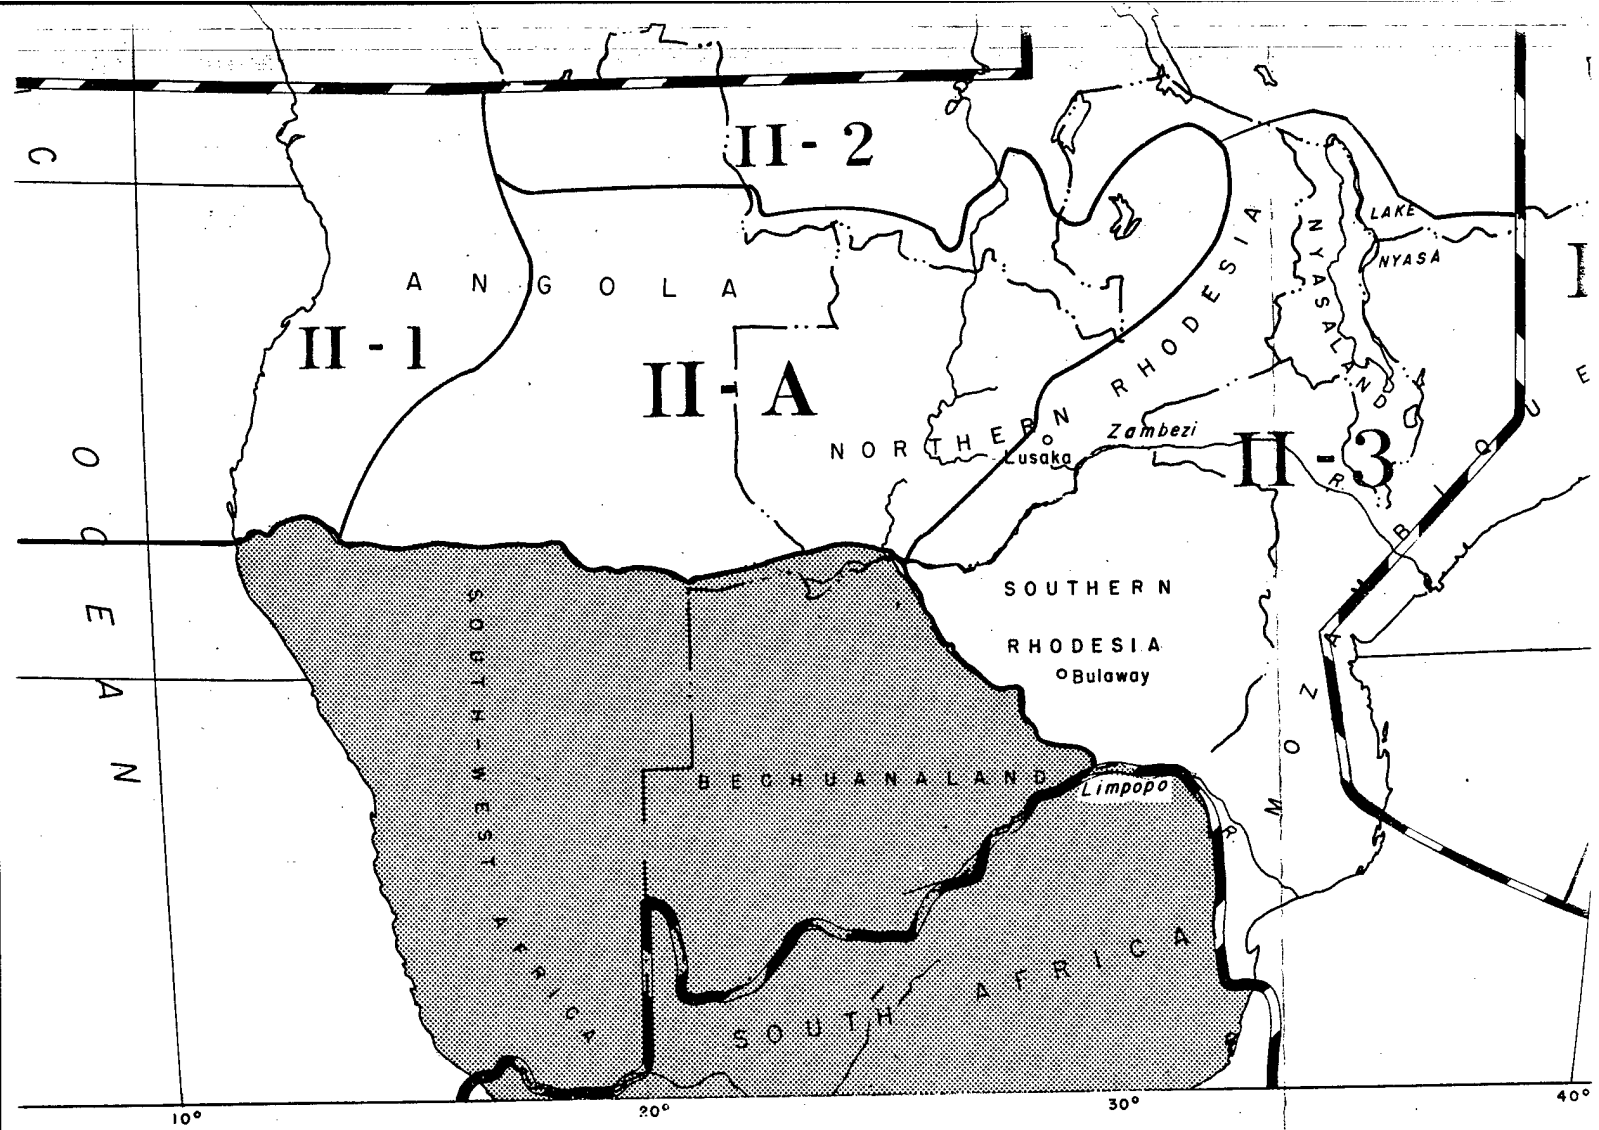 II - 2
C
LAKE
NYASA
NYASALAND
I
ANGOLA
II - 1
II - A
II - 3
NORTHERN RHODESIA
Lusaka
Zambezi
R.
OCEAN
SOUTHERN
RHODESIA
Bulaway
MOZAMBIQUE
SOUTH-WEST AFRICA
BECHUANALAND
Limpopo
R
SOUTH AFRICA
10°
20°
30°
40°